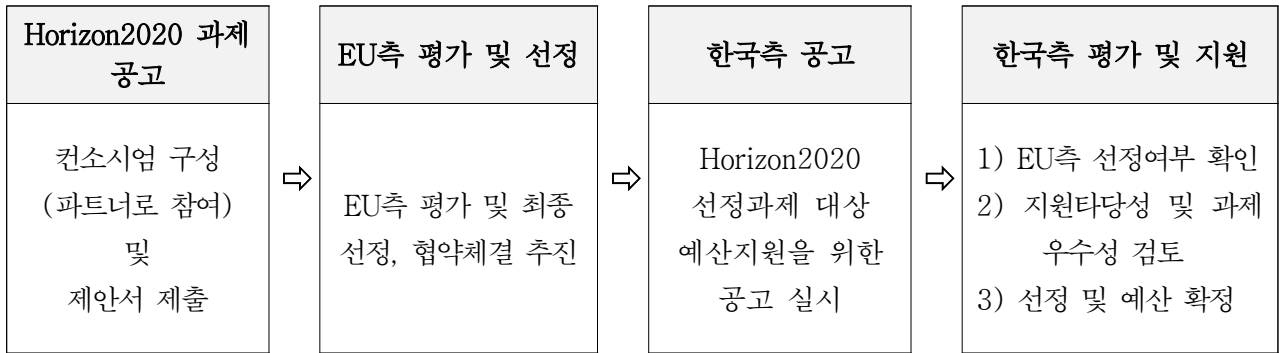 Horizon2020 과제
공고
컨소시엄 구성
(파트너로 참여)
및
제안서 제출
⇨
EU측 평가 및 선정
EU측 평가 및 최종
선정, 협약체결 추진
⇨
한국측 공고
Horizon2020
선정과제 대상
예산지원을 위한
공고 실시
⇨
한국측 평가 및 지원
1) EU측 선정여부 확인
2) 지원타당성 및 과제
우수성 검토
3) 선정 및 예산 확정